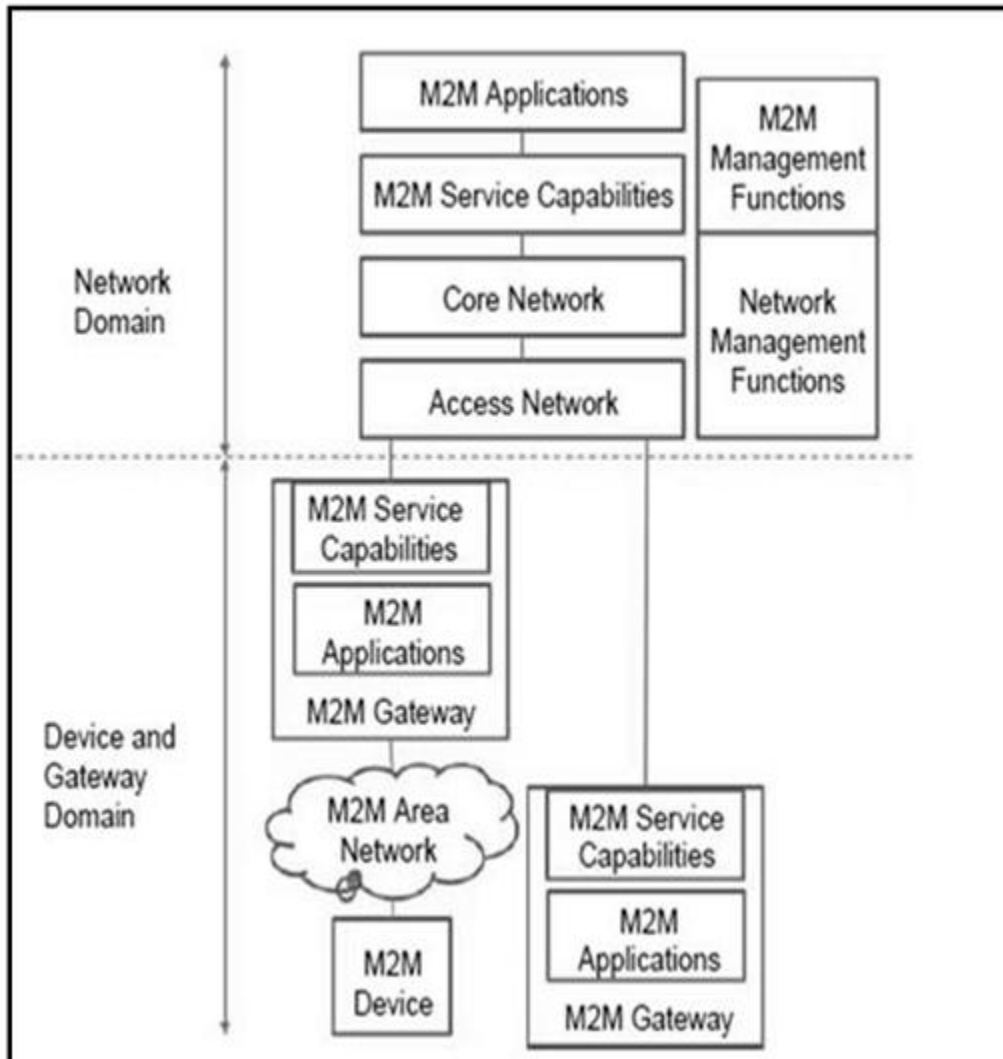 M2M Applications
M2M
Management
Functions
M2M Service Capabilities
Network
Domain
Core Network
Network
Management
Functions
Access Network
M2M Service
Capabilities
M2M
Applications
M2M Gateway
Device and
Gateway
Domain
M2M Area
Network
M2M
Device
M2M Service
Capabilities
M2M
Applications
M2M Gateway